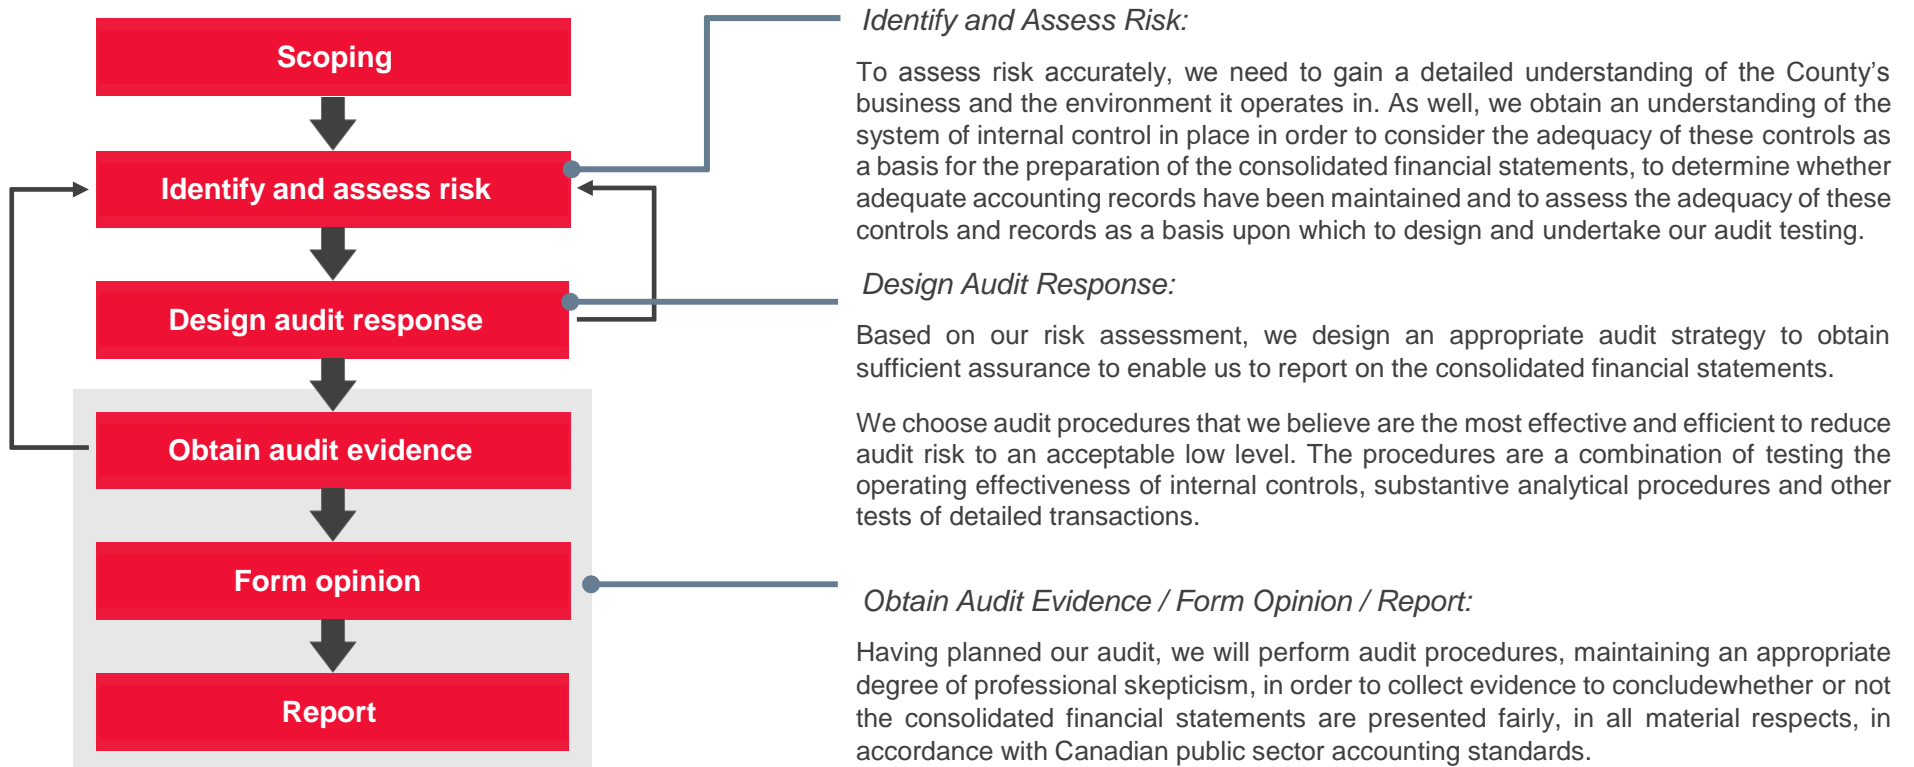 Scoping
Identify and assess risk
Design audit response
Obtain audit evidence
Form opinion
Report
Identify and Assess Risk:
To assess risk accurately, we need to gain a detailed understanding of the County’s
business and the environment it operates in. As well, we obtain an understanding of the
system of internal control in place in order to consider the adequacy of these controls as
a basis for the preparation of the consolidated financial statements, to determine whether
adequate accounting records have been maintained and to assess the adequacy of these
controls and records as a basis upon which to design and undertake our audit testing.
Design Audit Response:
Based on our risk assessment, we design an appropriate audit strategy to obtain
sufficient assurance to enable us to report on the consolidated financial statements.
We choose audit procedures that we believe are the most effective and efficient to reduce
audit risk to an acceptable low level. The procedures are a combination of testing the
operating effectiveness of internal controls, substantive analytical procedures and other
tests of detailed transactions.
Obtain Audit Evidence / Form Opinion / Report:
Having planned our audit, we will perform audit procedures, maintaining an appropriate
degree of professional skepticism, in order to collect evidence to concludewhether or not
the consolidated financial statements are presented fairly, in all material respects, in
accordance with Canadian public sector accounting standards.